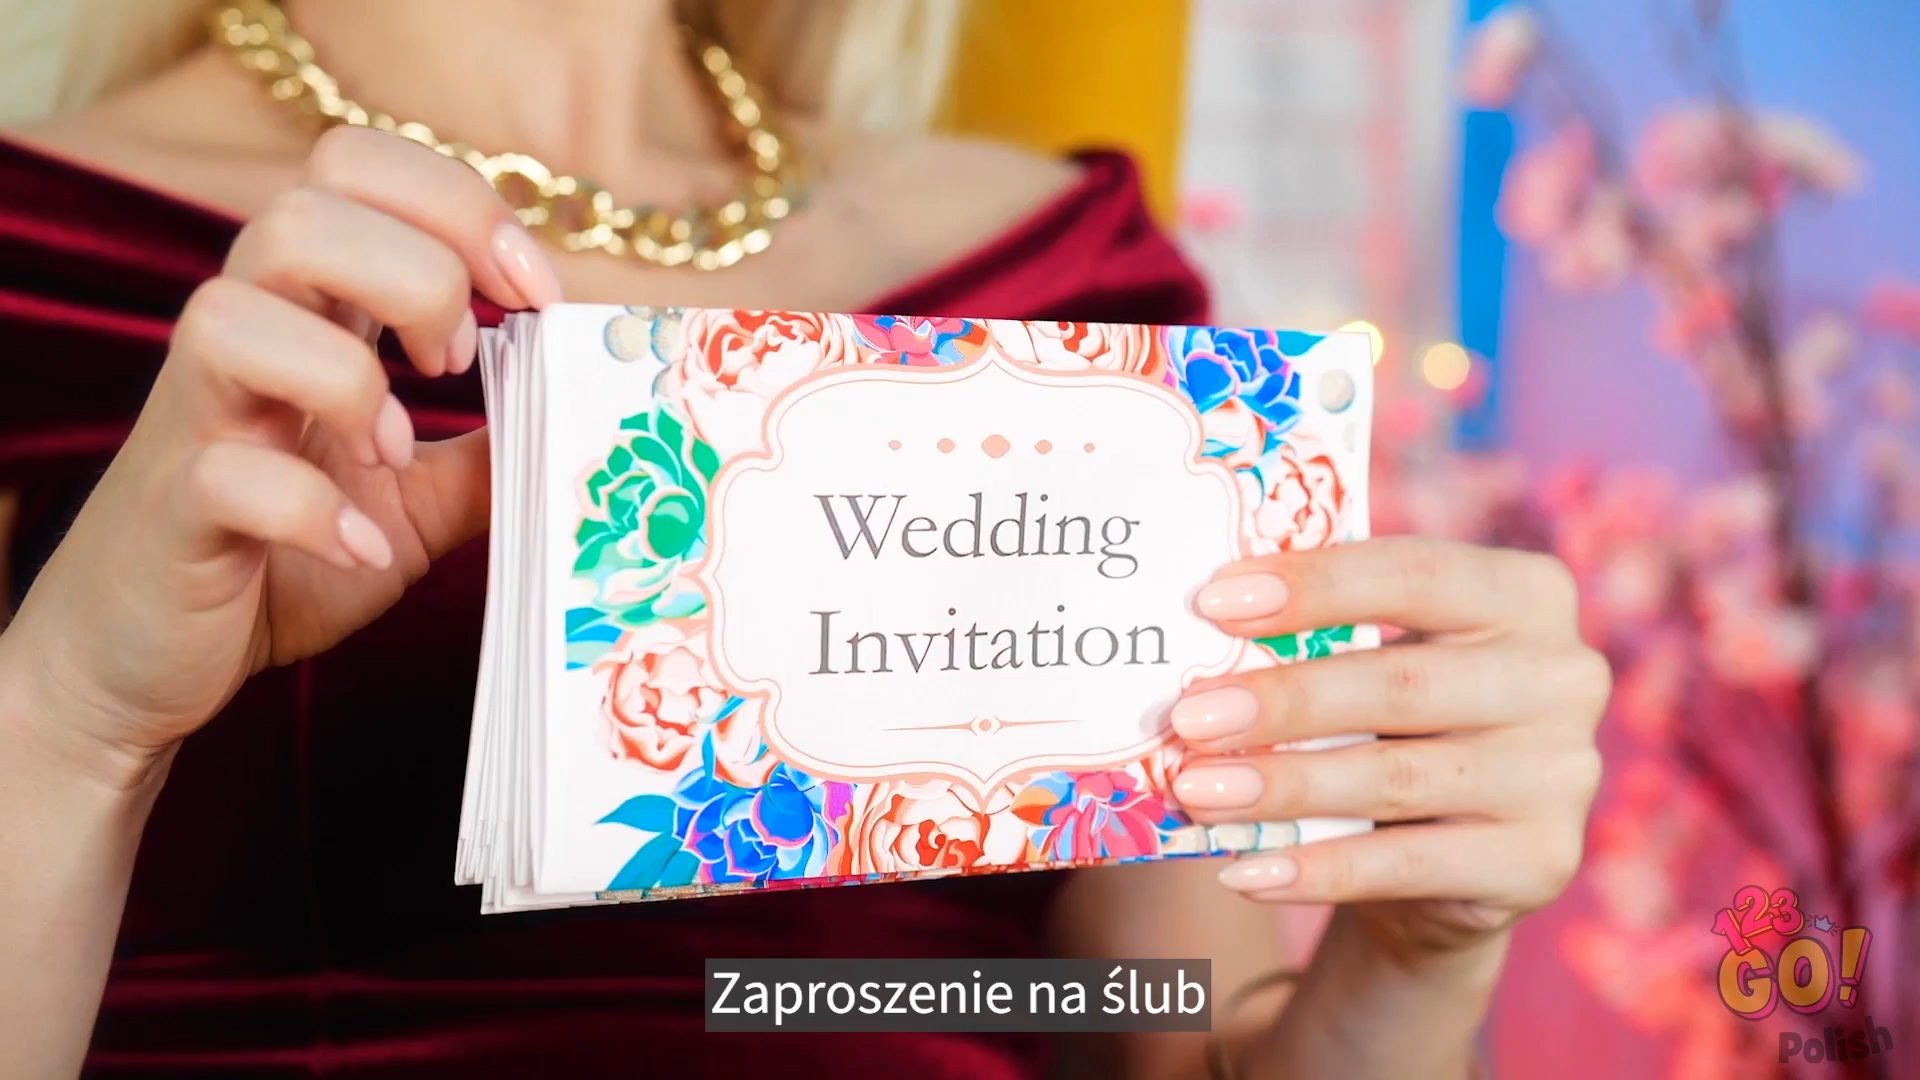 Wedding
Invitation
Zaproszenie na ślub
123
GO!
Polish